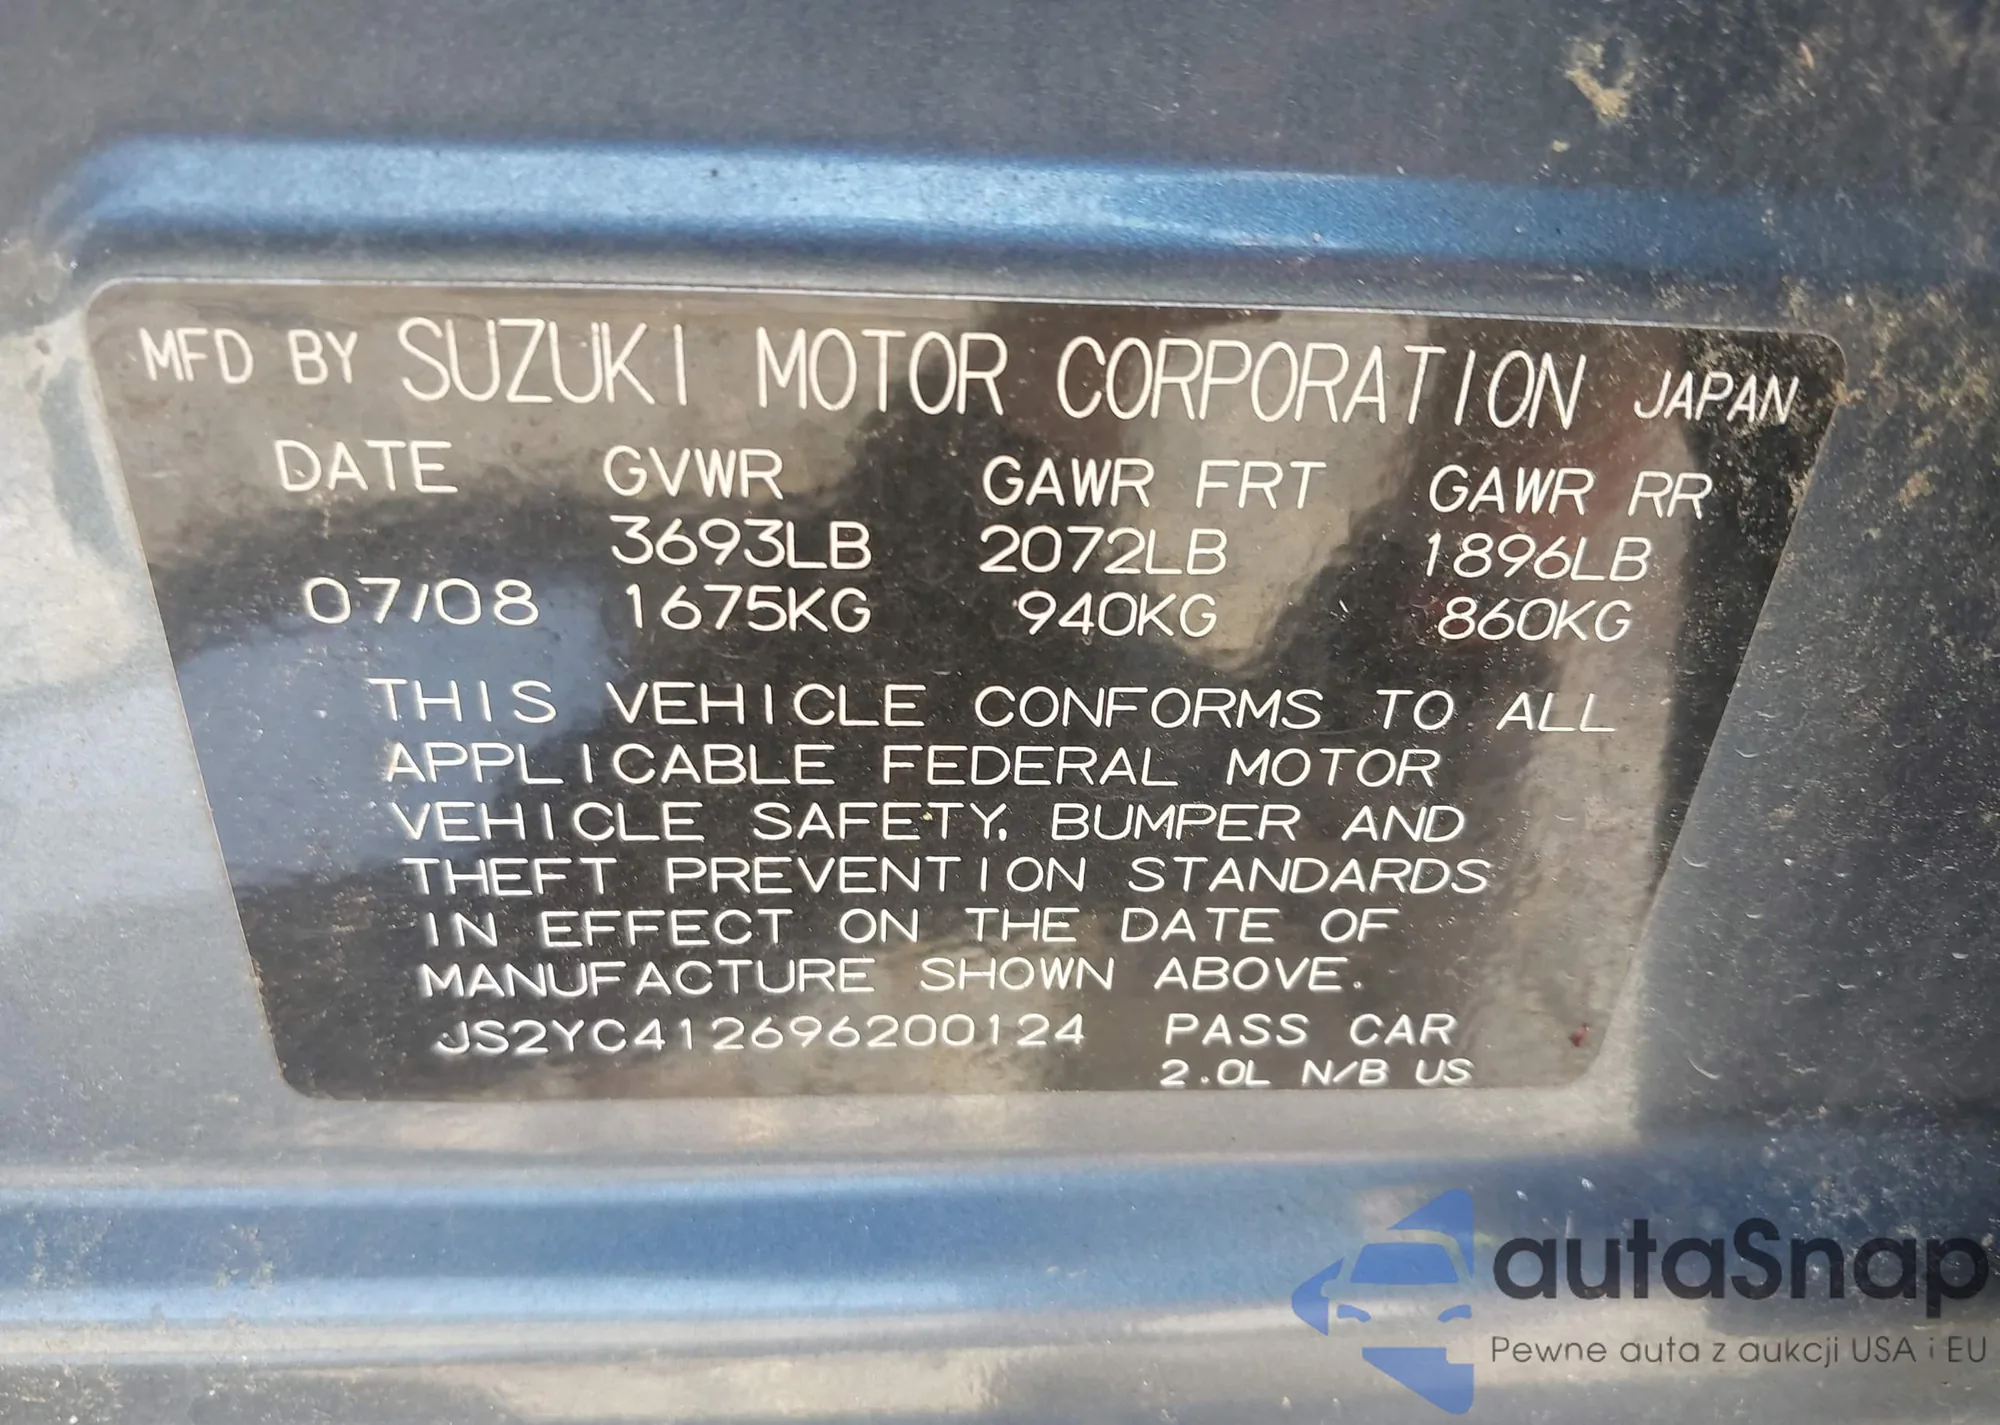 MFD BY SUZUKI MOTOR CORPORATION JAPAN
DATE GVWR GAWR FRT GAWR RR
3693LB 2072LB 1896LB
07/08 1675KG 940KG 860KG
THIS VEHICLE CONFORMS TO ALL
APPLICABLE FEDERAL MOTOR
VEHICLE SAFETY, BUMPER AND
THEFT PREVENTION STANDARDS
IN EFFECT ON THE DATE OF
MANUFACTURE SHOWN ABOVE.
JS2YC412696200124 PASS CAR
2.0L N/B US
autaSnap
Pewne auta z aukcji USA i EU